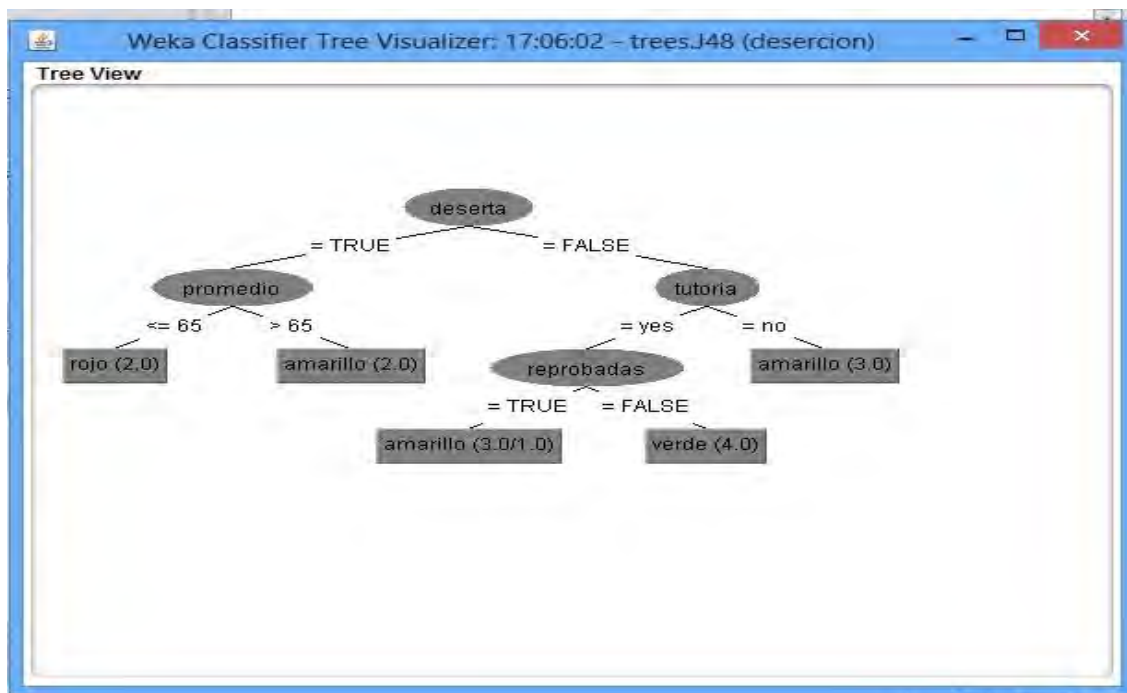 Weka Classifier Tree Visualizer: 17:06:02 - trees.J48 (desercion)
Tree View
deserta
= TRUE = FALSE
promedio tutoria
<= 65 > 65 = yes = no
rojo (2.0) amarillo (2.0) reprobadas amarillo (3.0)
= TRUE = FALSE
amarillo (3.0/1.0) verde (4.0)